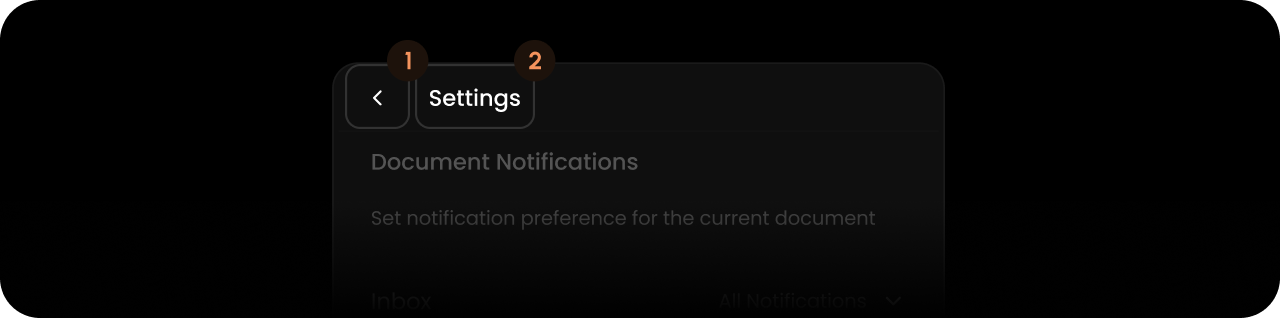 1 2
Settings
Document Notifications
Set notification preference for the current document
Inbox All Notifications